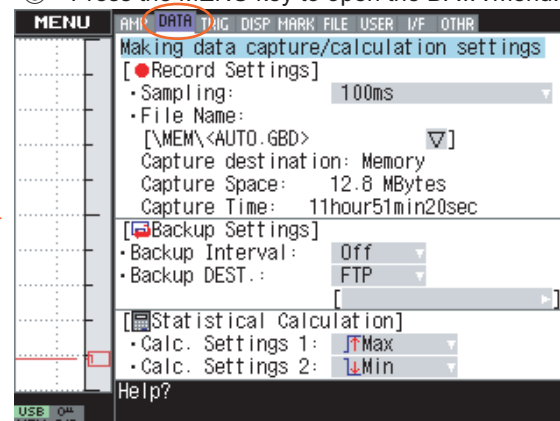 Press the MENU key to open the DATA menu.
MENU AMP DATA TRIG DISP MARK FILE USER I/F OTHR
Making data capture/calculation settings
[●Record Settings]
・Sampling: 100ms
・File Name:
[\MEM\<AUTO.GBD> ▽]
Capture destination: Memory
Capture Space: 12.8 MBytes
Capture Time: 11hour51min20sec
[Backup Settings]
・Backup Interval: Off
・Backup DEST.: FTP
[ ]
[Statistical Calculation]
・Calc. Settings 1: Max
・Calc. Settings 2: Min
Help?
1
USB